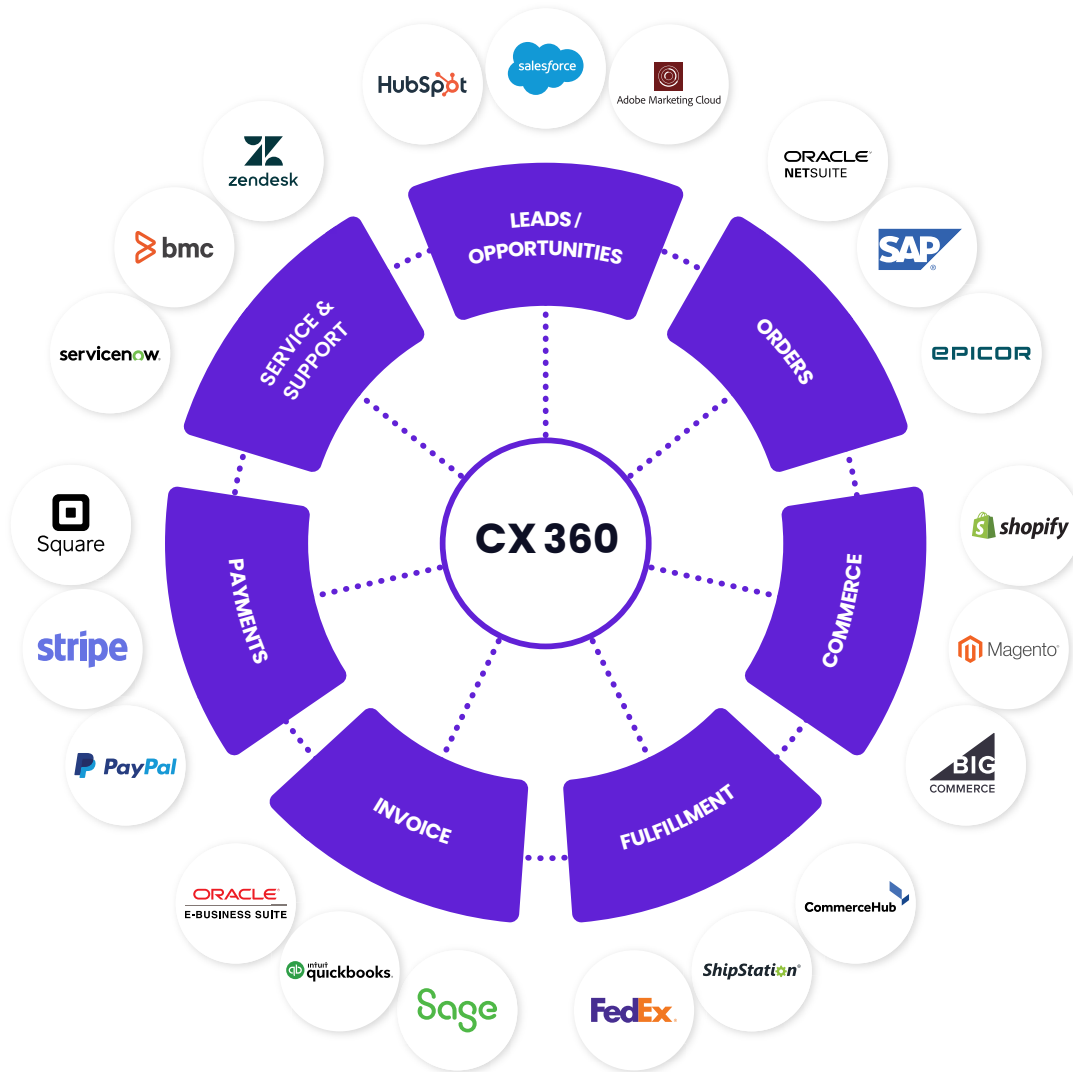 HubSpot
salesforce
Adobe Marketing Cloud
zendesk
ORACLE
NETSUITE
bmc
SAP
®
servicenow.
EPICOR
LEADS /
OPPORTUNITIES
SERVICE &
SUPPORT
ORDERS
CX 360
Square
shopify
PAYMENTS
COMMERCE
stripe
Magento
PayPal
BIG
COMMERCE
INVOICE
FULFILLMENT
ORACLE
E-BUSINESS SUITE
CommerceHub
intuit
qb quickbooks.
ShipStation®
Sage
FedEx.